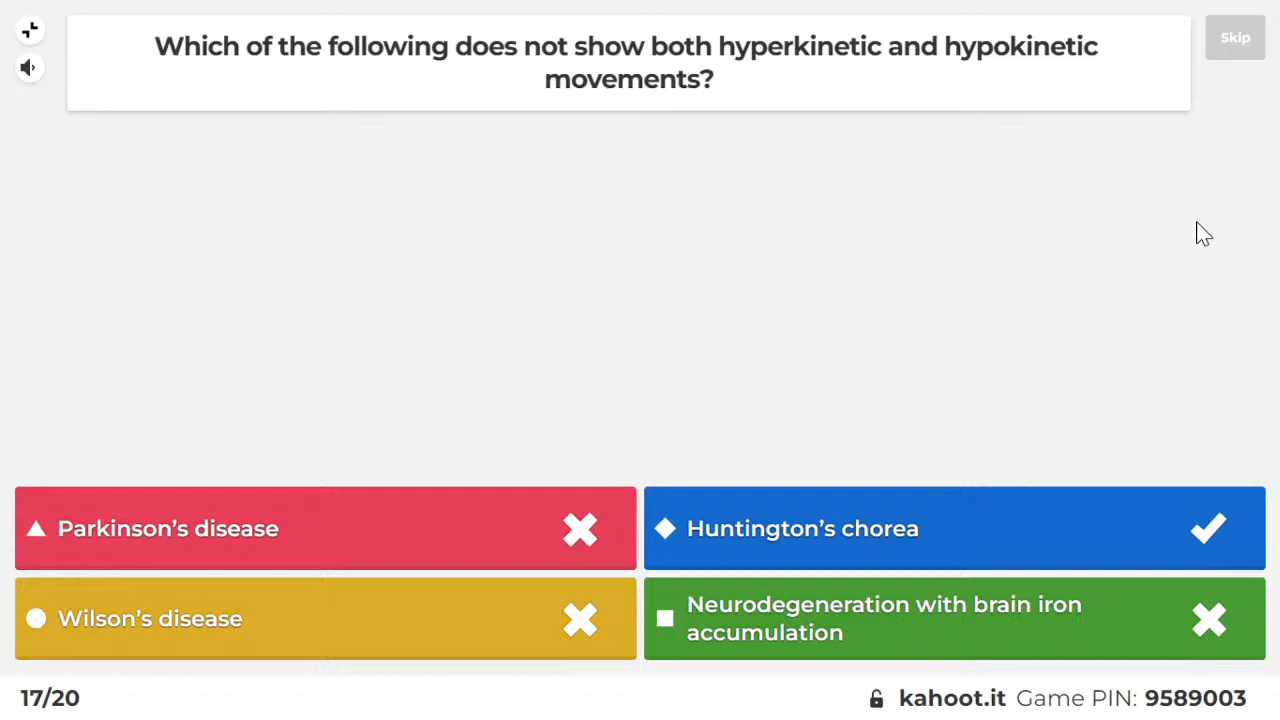 Which of the following does not show both hyperkinetic and hypokinetic
movements?
Skip
Parkinson's disease
Huntington's chorea
Wilson's disease
Neurodegeneration with brain iron
accumulation
17/20
kahoot.it Game PIN: 9589003